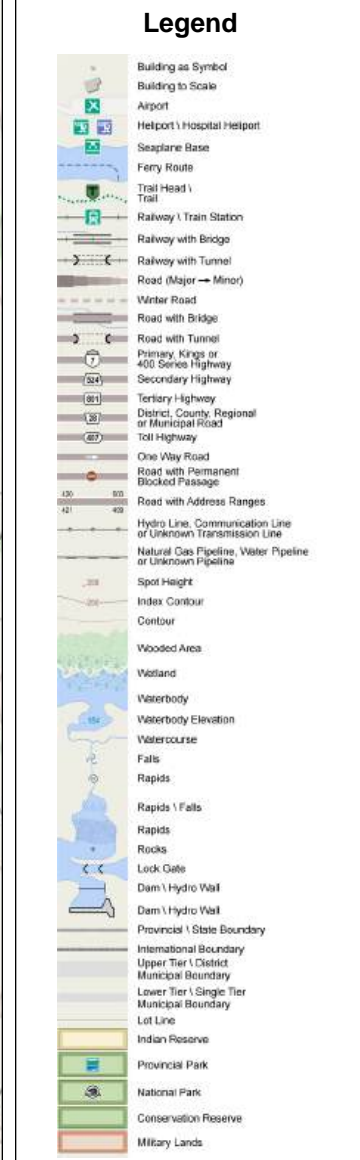 Legend
Building as Symbol
Building to Scale
Airport
Heliport \ Hospital Heliport
Seaplane Base
Ferry Route
Trail Head \
Trail
Railway \ Train Station
Railway with Bridge
Railway with Tunnel
Road (Major → Minor)
Winter Road
Road with Bridge
Road with Tunnel
7
Primary, Kings or
400 Series Highway
524
Secondary Highway
801
Tertiary Highway
28
District, County, Regional
or Municipal Road
407
Toll Highway
One Way Road
Road with Permanent
Blocked Passage
Road with Address Ranges
Hydro Line, Communication Line
or Unknown Transmission Line
Natural Gas Pipeline, Water Pipeline
or Unknown Pipeline
Spot Height
Index Contour
Contour
Wooded Area
Wetland
Waterbody
Waterbody Elevation
Watercourse
Falls
Rapids
Rapids \ Falls
Rapids
Rocks
Lock Gate
Dam \ Hydro Wall
Dam \ Hydro Wall
Provincial \ State Boundary
International Boundary
Upper Tier \ District
Municipal Boundary
Lower Tier \ Single Tier
Municipal Boundary
Lot Line
Indian Reserve
Provincial Park
National Park
Conservation Reserve
Military Lands